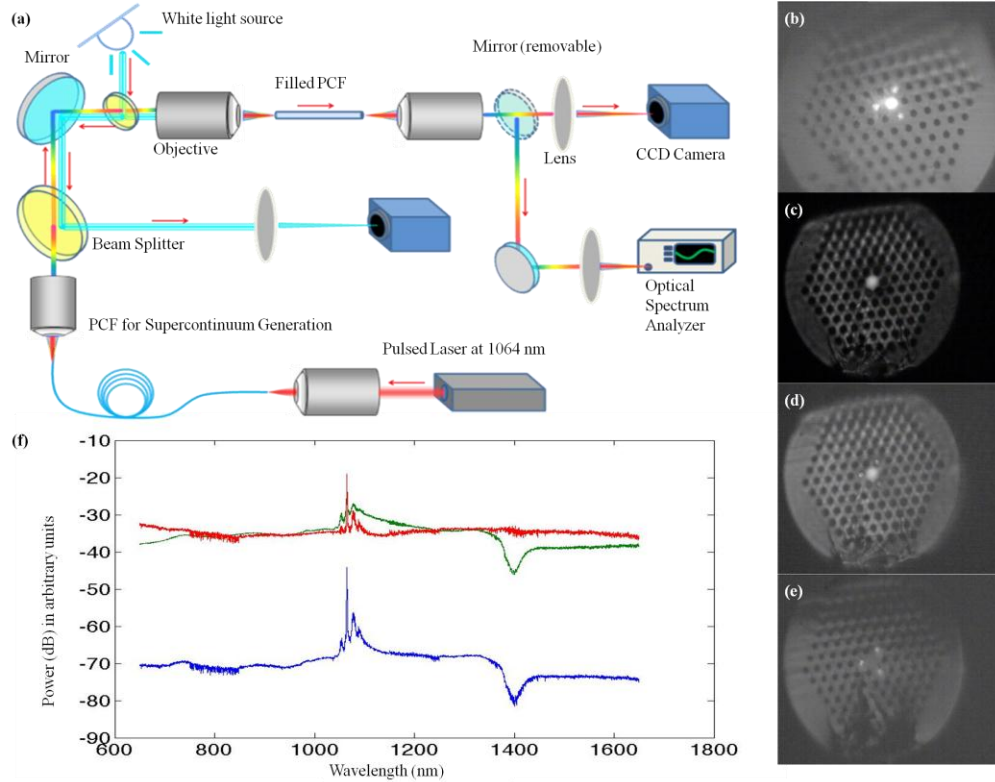 (a)
White light source
Mirror
Filled PCF
Mirror (removable)
Objective
Lens
CCD Camera
Beam Splitter
Optical
Spectrum
Analyzer
PCF for Supercontinuum Generation
Pulsed Laser at 1064 nm
(b)
(c)
(d)
(e)
(f)
Power (dB) in arbitrary units
-10
-20
-30
-40
-50
-60
-70
-80
-90
600
800
1000
1200
1400
1600
1800
Wavelength (nm)